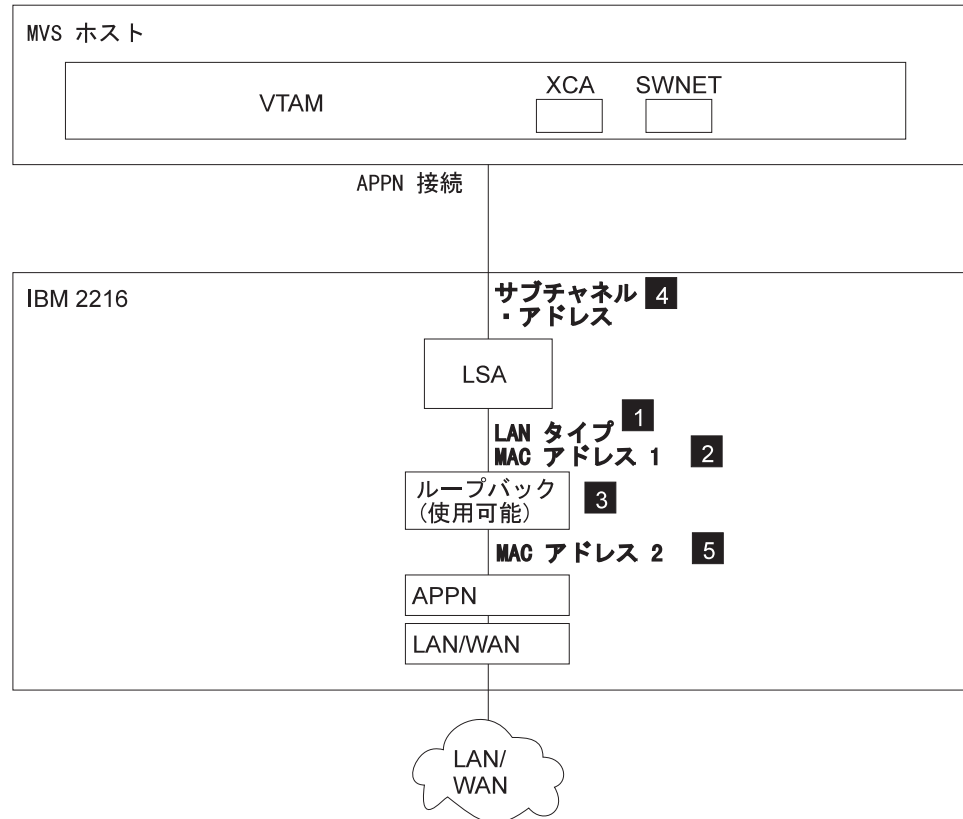 MVS ホスト
XCA SWNET
VTAM
APPN 接続
IBM 2216
サブチャネル 4
・アドレス
LSA
1
LAN タイプ
MAC アドレス 1 2
ループバック
(使用可能) 3
MAC アドレス 2 5
APPN
LAN/WAN
LAN/
WAN